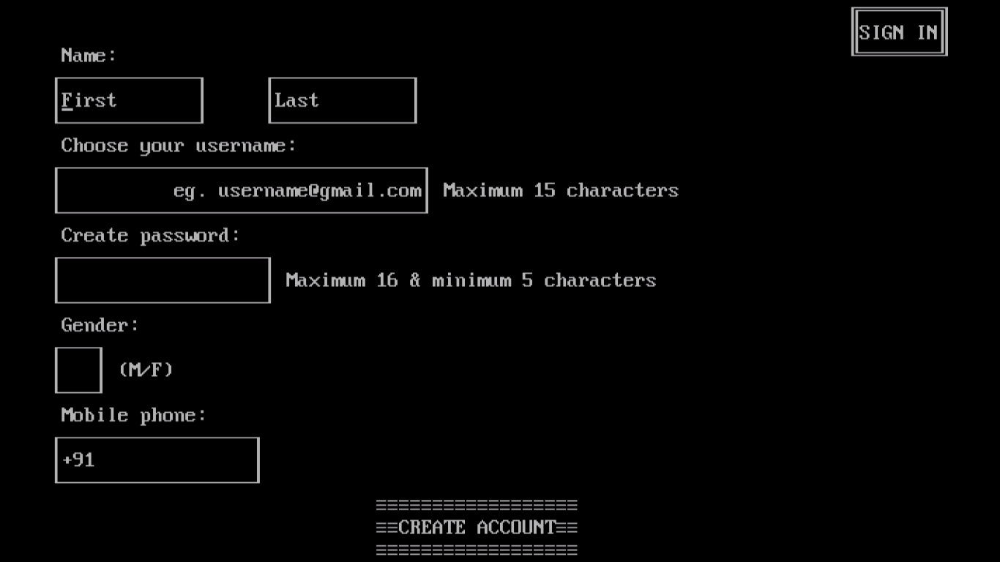 SIGN IN
Name:
First Last
Choose your username:
eg. username@gmail.com Maximum 15 characters
Create password:
Maximum 16 & minimum 5 characters
Gender:
(M/F)
Mobile phone:
+91
CREATE ACCOUNT